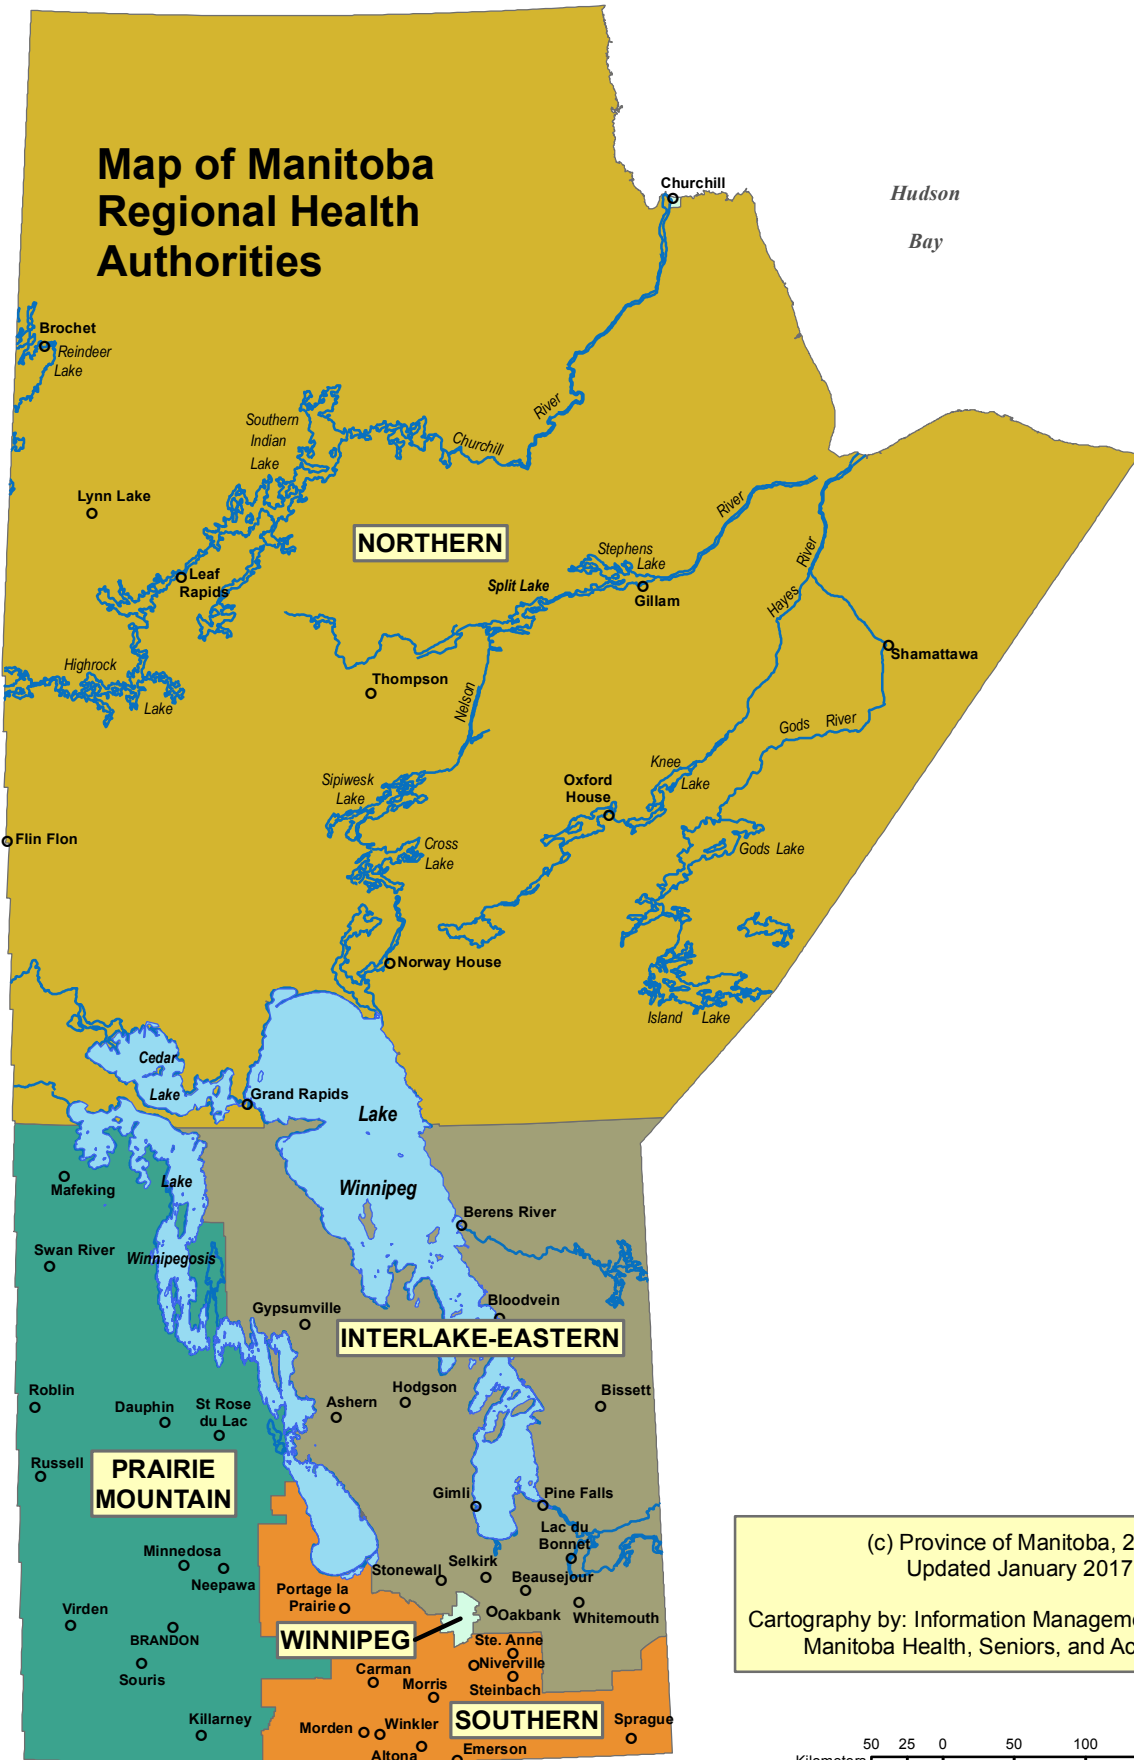 Map of Manitoba
Regional Health
Authorities
Churchill
Hudson
Bay
Brochet
Reindeer
Lake
Southern
Indian
Lake
River
Churchill
Lynn Lake
River
NORTHERN
Stephens
Lake
River
Leaf
Rapids
Split Lake
Gillam
Hayes
Shamattawa
Highrock
Lake
Thompson
Nelson
Gods River
Knee
Lake
Sipiwesk
Lake
Oxford
House
Flin Flon
Cross
Lake
Gods Lake
Norway House
Island Lake
Cedar
Lake
Grand Rapids
Lake
Winnipeg
Mafeking
Lake
Winnipegosis
Berens River
Swan River
Bloodvein
Gypsumville
INTERLAKE-EASTERN
Roblin
Dauphin
St Rose
du Lac
Ashern
Hodgson
Bissett
Russell
PRAIRIE
MOUNTAIN
Gimli
Pine Falls
Lac du
Bonnet
Minnedosa
Neepawa
Stonewall
Selkirk
Beausejour
Portage la
Prairie
Oakbank
Whitemouth
Virden
BRANDON
WINNIPEG
Ste. Anne
Niverville
Steinbach
Souris
Carman
Morris
Killarney
Morden
Winkler
SOUTHERN
Sprague
Altona
Emerson
(c) Province of Manitoba, 2
Updated January 2017
Cartography by: Information Manageme
Manitoba Health, Seniors, and Ac
50 25 0 50 100
Kilometers